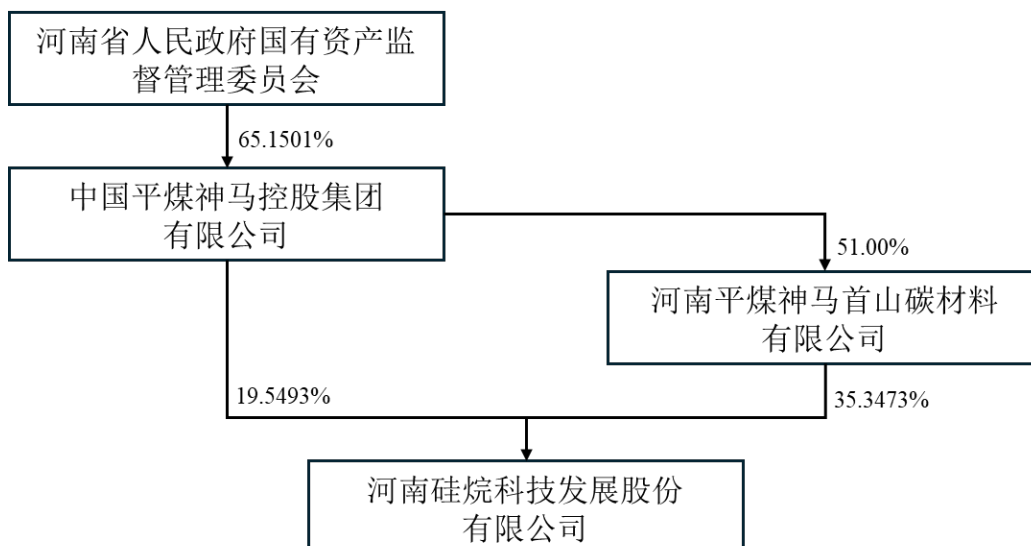 河南省人民政府国有资产监
督管理委员会
65.1501%
中国平煤神马控股集团
有限公司
51.00%
河南平煤神马首山碳材料
有限公司
19.5493%
35.3473%
河南硅烷科技发展股份
有限公司